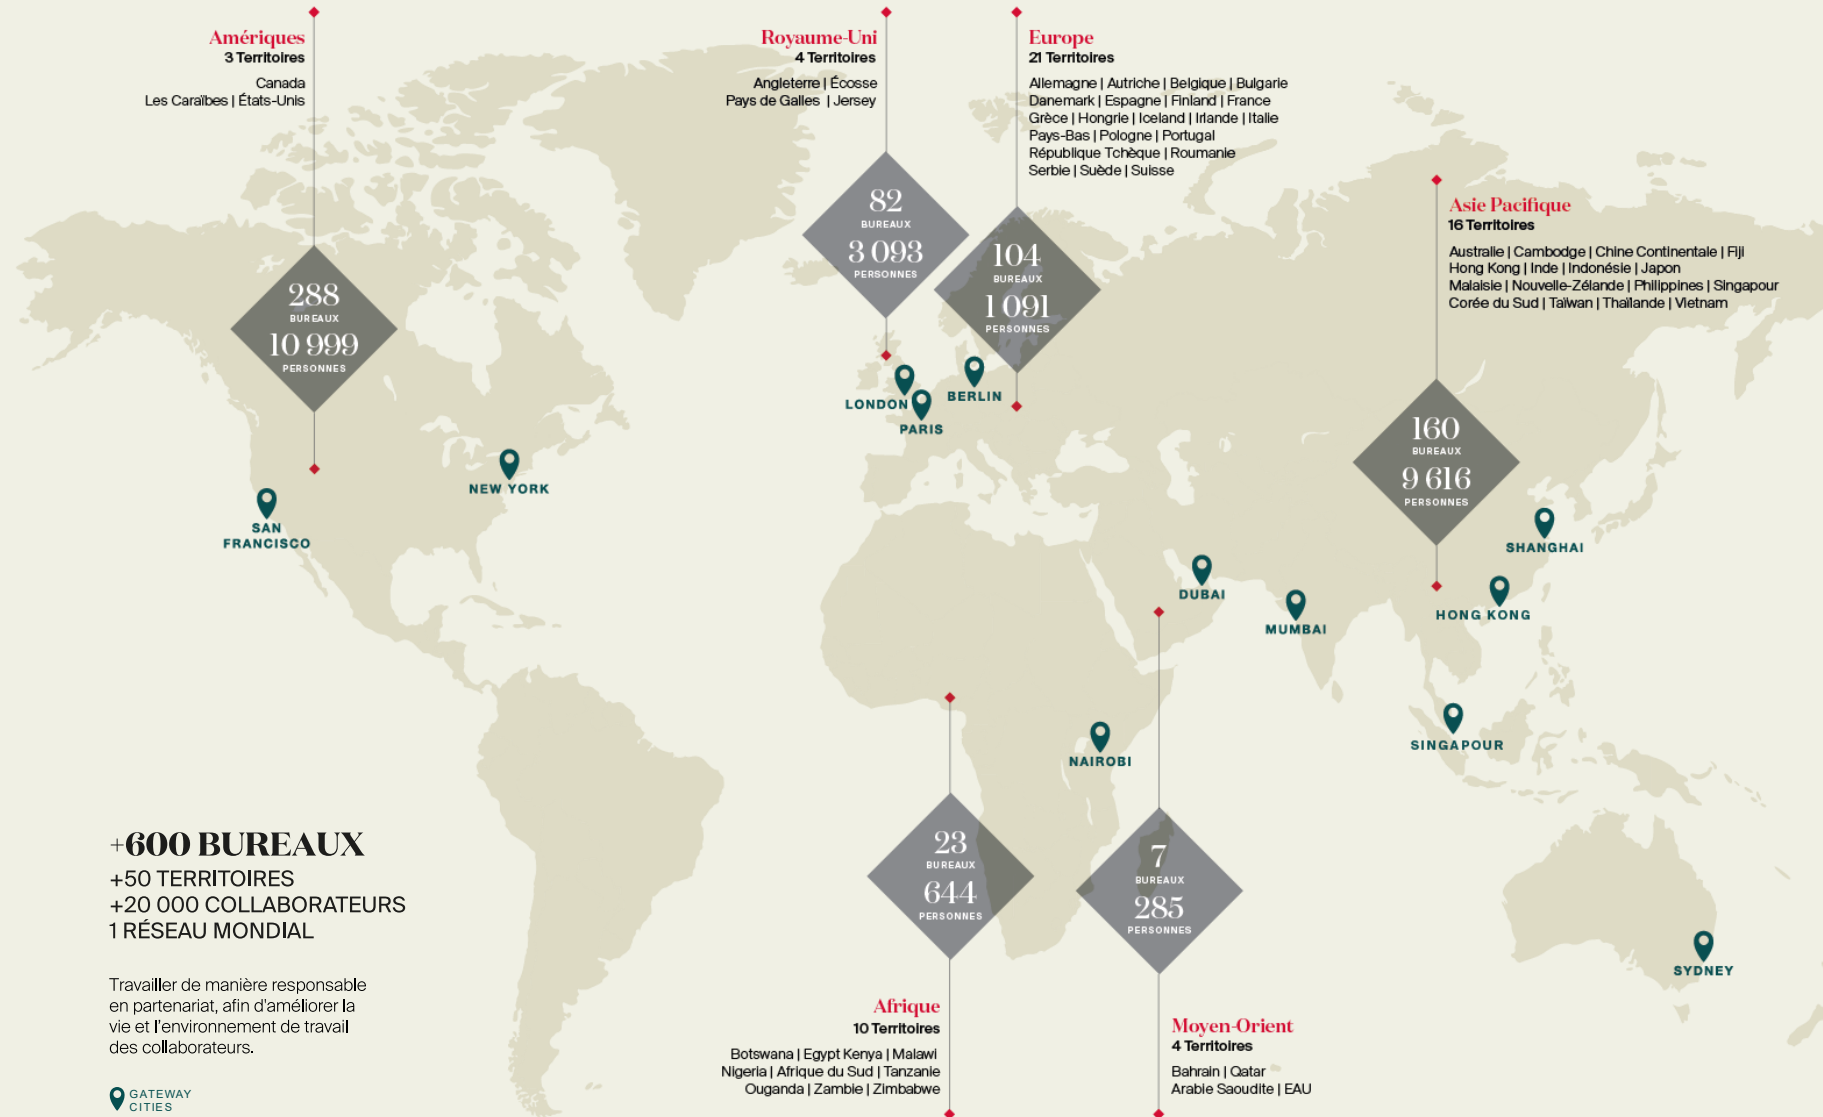 Amériques
3 Territoires
Canada
Les Caraïbes | États-Unis
288
BUREAUX
10 999
PERSONNES
Royaume-Uni
4 Territoires
Angleterre | Écosse
Pays de Galles | Jersey
82
BUREAUX
3 093
PERSONNES
Europe
21 Territoires
Allemagne | Autriche | Belgique | Bulgarie
Danemark | Espagne | Finland | France
Grèce | Hongrie | Iceland | Irlande | Italie
Pays-Bas | Pologne | Portugal
République Tchèque | Roumanie
Serbie | Suède | Suisse
104
BUREAUX
1 091
PERSONNES
Asie Pacifique
16 Territoires
Australie | Cambodge | Chine Continentale | Fiji
Hong Kong | Inde | Indonésie | Japon
Malaisie | Nouvelle-Zélande | Philippines | Singapour
Corée du Sud | Taïwan | Thaïlande | Vietnam
160
BUREAUX
9 616
PERSONNES
LONDON
PARIS
BERLIN
NEW YORK
SAN
FRANCISCO
SHANGHAI
DUBAI
HONG KONG
MUMBAI
SINGAPOUR
NAIROBI
SYDNEY
23
BUREAUX
644
PERSONNES
Afrique
10 Territoires
Botswana | Egypt Kenya | Malawi
Nigeria | Afrique du Sud | Tanzanie
Ouganda | Zambie | Zimbabwe
7
BUREAUX
285
PERSONNES
Moyen-Orient
4 Territoires
Bahrain | Qatar
Arabie Saoudite | EAU
+600 BUREAUX
+50 TERRITOIRES
+20 000 COLLABORATEURS
1 RÉSEAU MONDIAL
Travailler de manière responsable
en partenariat, afin d'améliorer la
vie et l'environnement de travail
des collaborateurs.
GATEWAY
CITIES